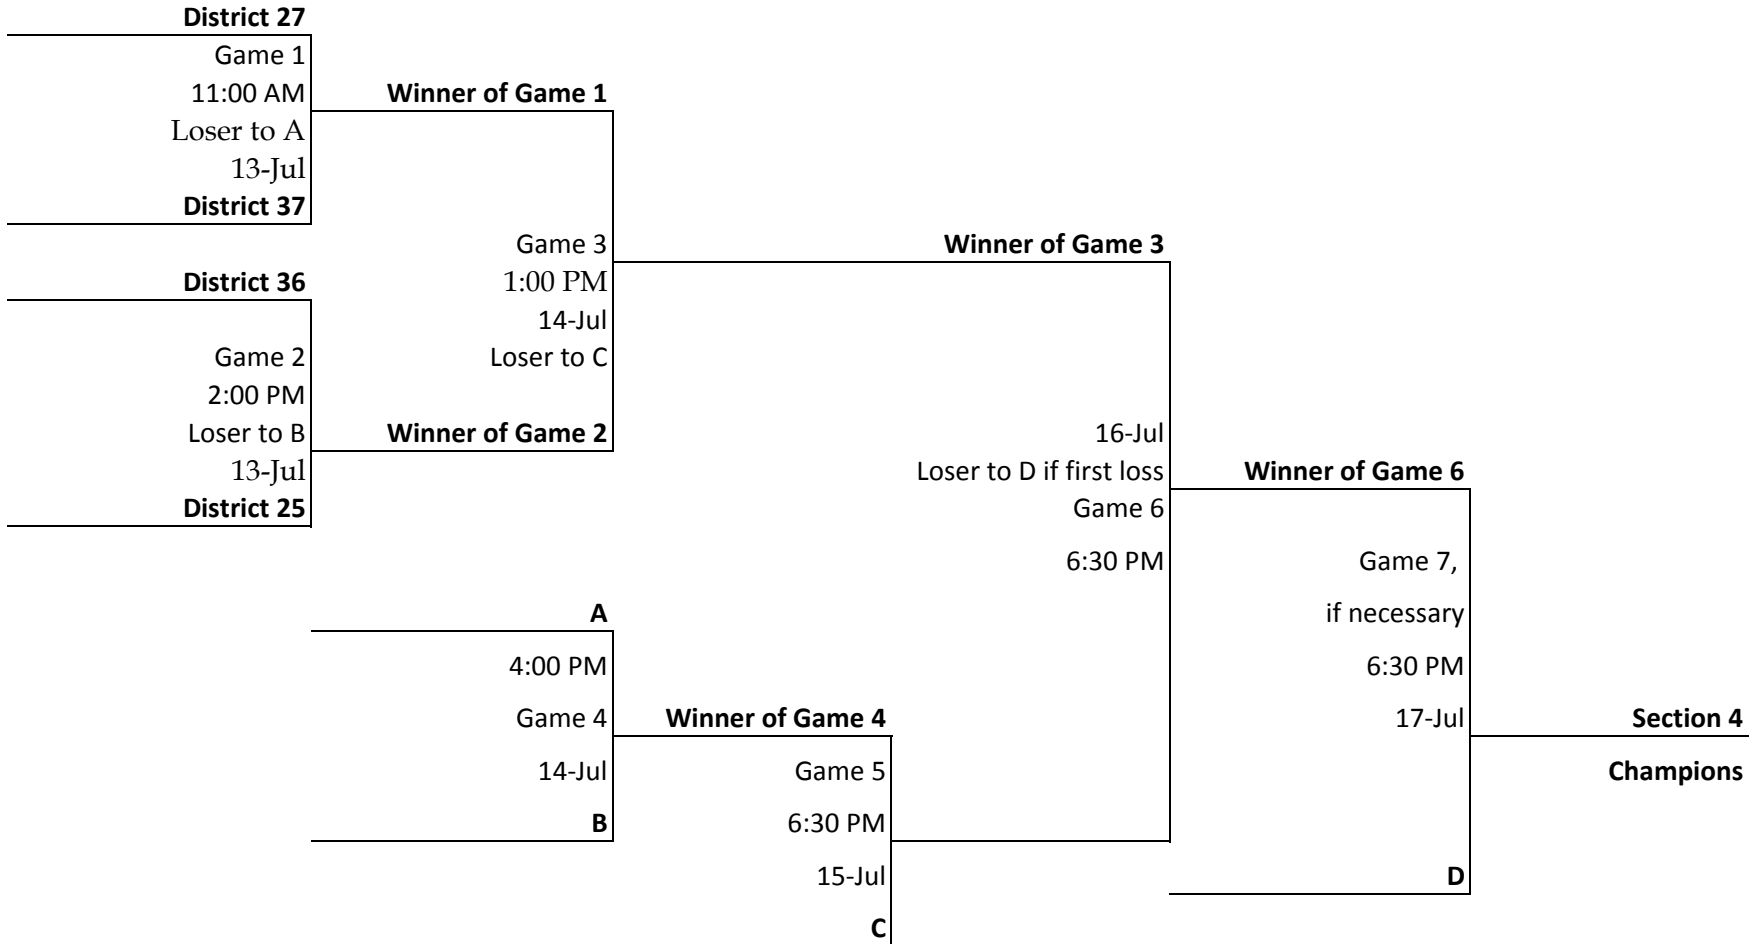 District 27
Game 1
11:00 AM
Loser to A
13-Jul
District 37
Winner of Game 1
District 36
Game 2
2:00 PM
Loser to B
13-Jul
District 25
Game 3
1:00 PM
14-Jul
Loser to C
Winner of Game 2
Winner of Game 3
16-Jul
Loser to D if first loss
Game 6
6:30 PM
Winner of Game 6
Game 7,
if necessary
6:30 PM
17-Jul
A
4:00 PM
Game 4
14-Jul
B
Winner of Game 4
Game 5
6:30 PM
15-Jul
C
D
Section 4
Champions